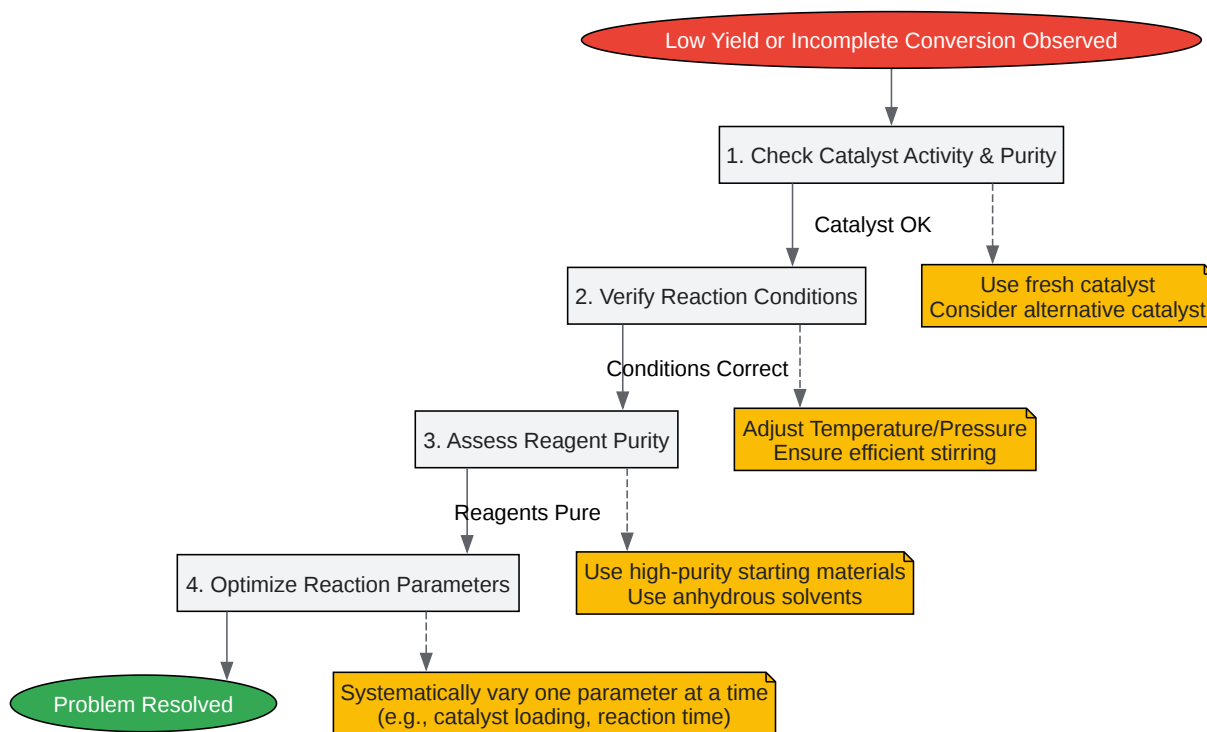 Low Yield or Incomplete Conversion Observed
1. Check Catalyst Activity & Purity
Catalyst OK
Use fresh catalyst
Consider alternative catalyst
2. Verify Reaction Conditions
Conditions Correct
Adjust Temperature/Pressure
Ensure efficient stirring
3. Assess Reagent Purity
Reagents Pure
Use high-purity starting materials
Use anhydrous solvents
4. Optimize Reaction Parameters
Problem Resolved
Systematically vary one parameter at a time
(e.g., catalyst loading, reaction time)